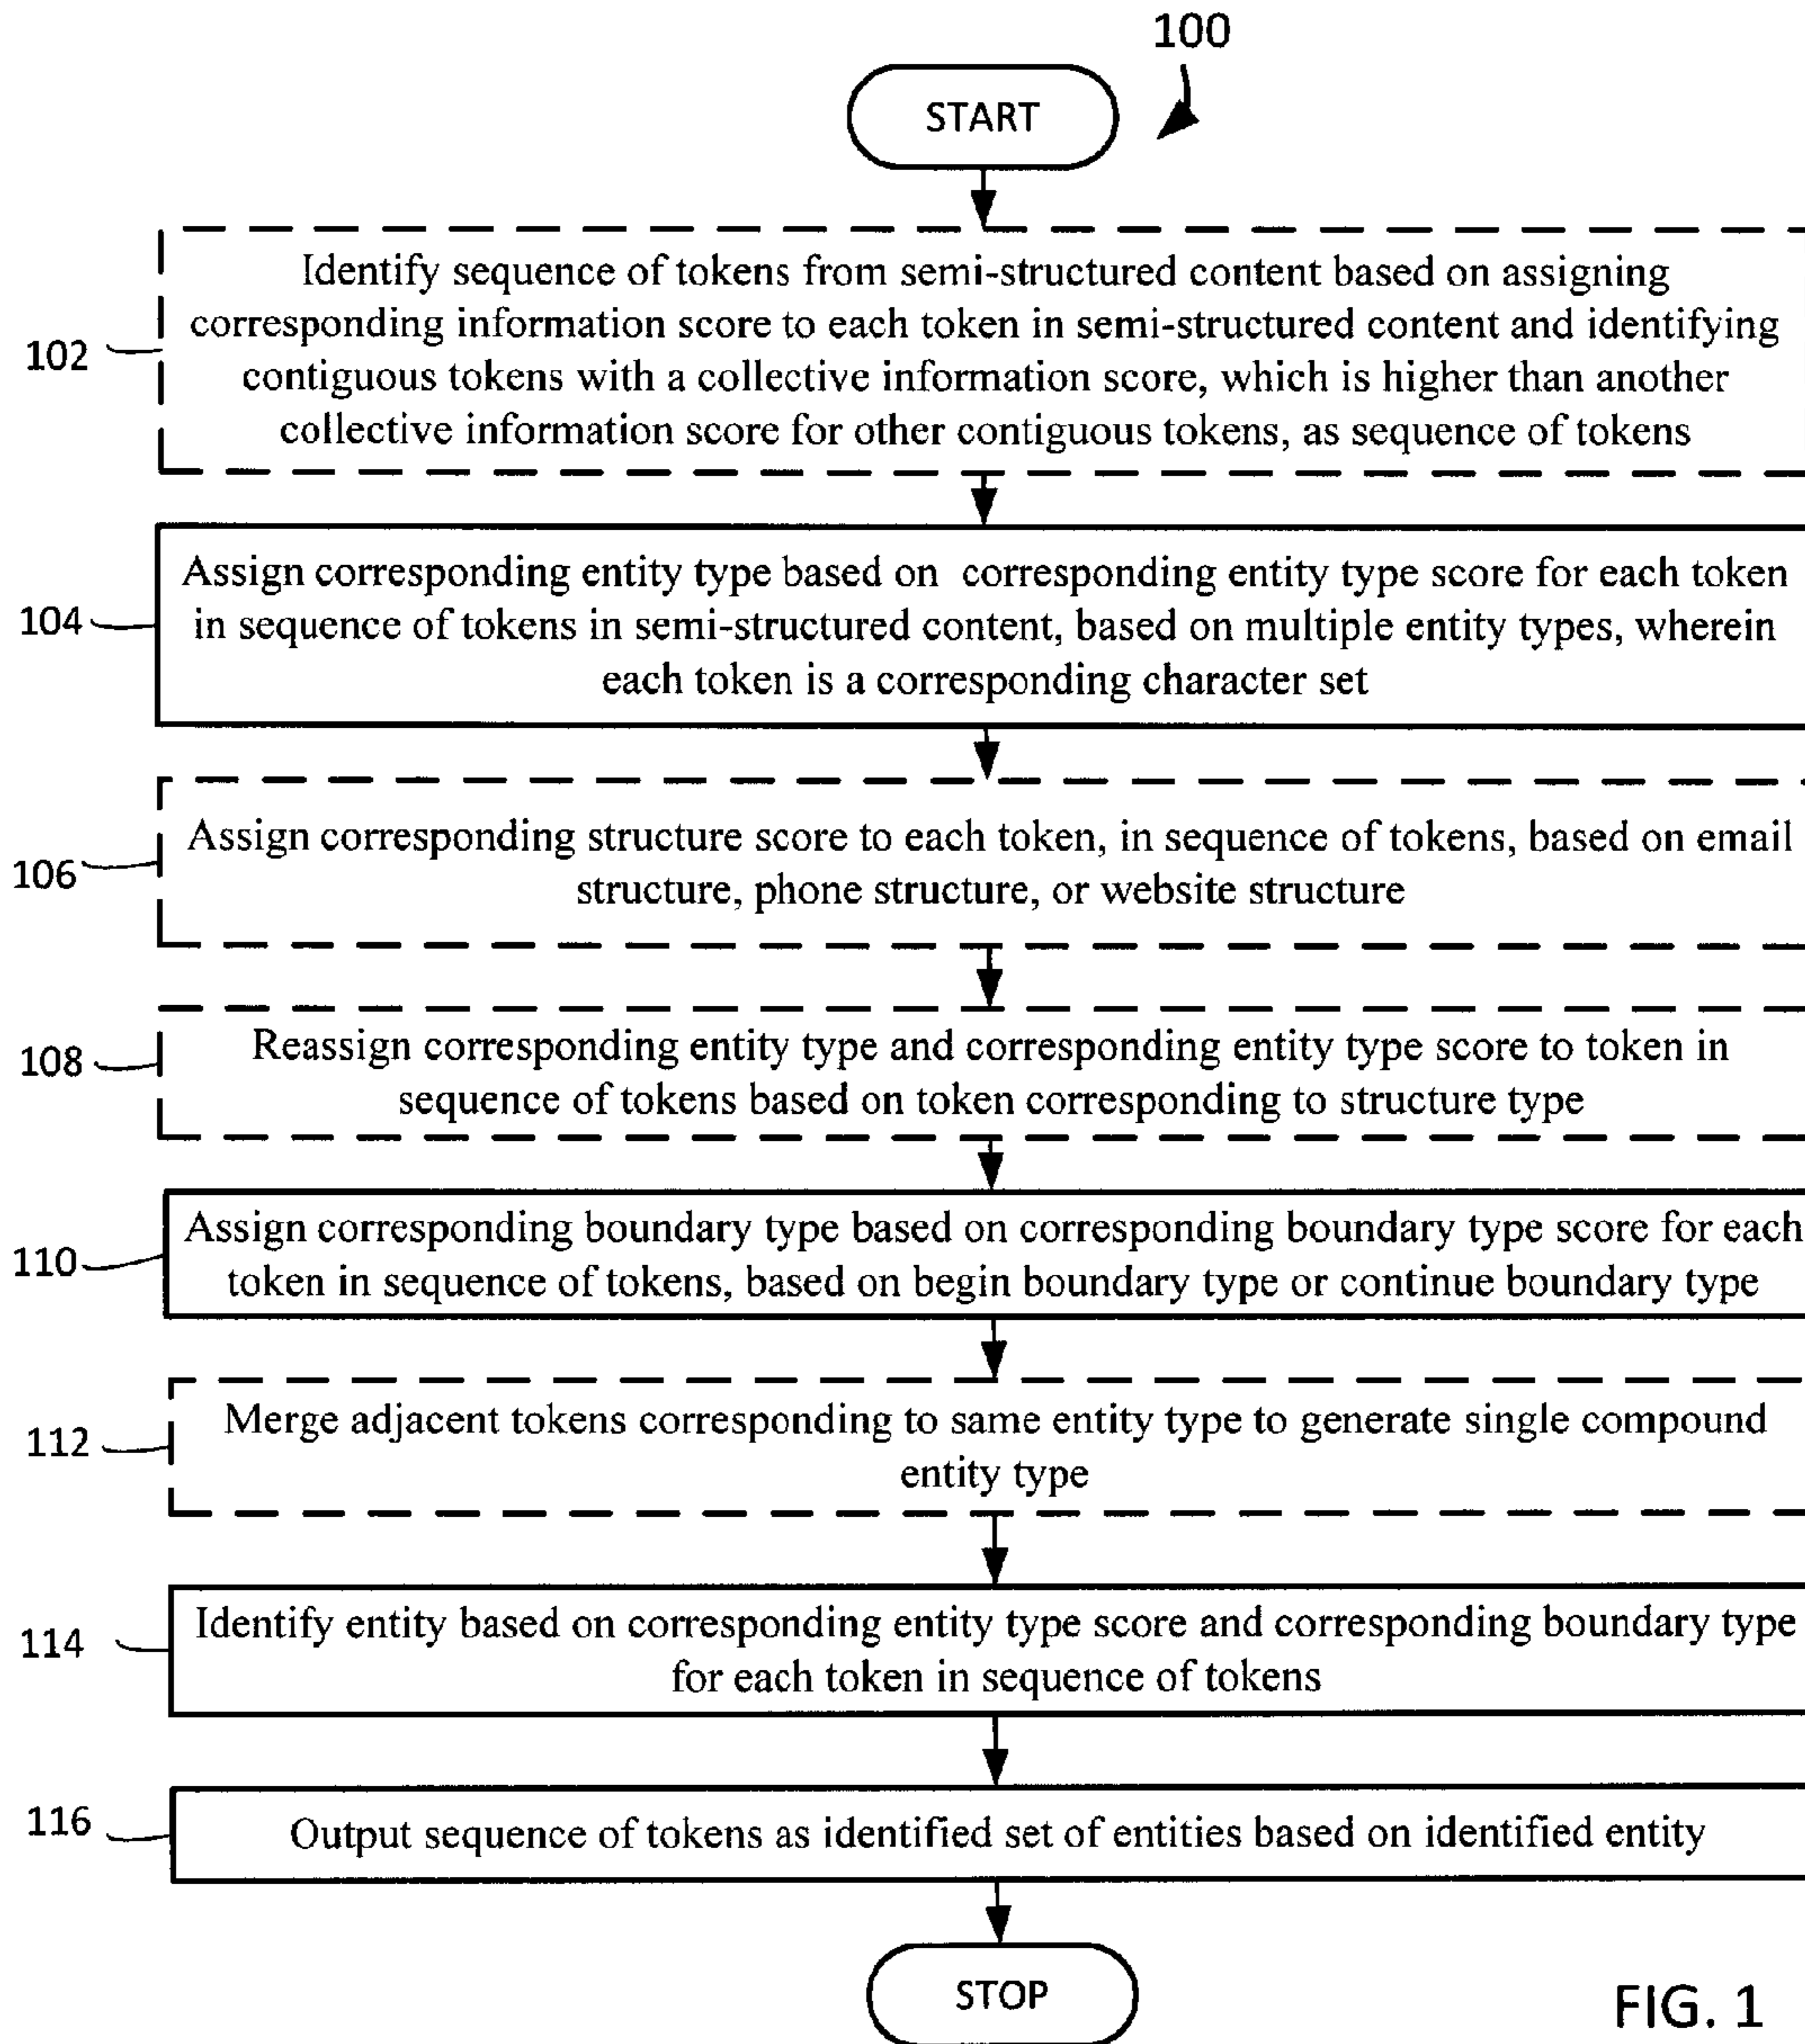 100
START
102
Identify sequence of tokens from semi-structured content based on assigning
corresponding information score to each token in semi-structured content and identifying
contiguous tokens with a collective information score, which is higher than another
collective information score for other contiguous tokens, as sequence of tokens
104
Assign corresponding entity type based on corresponding entity type score for each token
in sequence of tokens in semi-structured content, based on multiple entity types, wherein
each token is a corresponding character set
106
Assign corresponding structure score to each token, in sequence of tokens, based on email
structure, phone structure, or website structure
108
Reassign corresponding entity type and corresponding entity type score to token in
sequence of tokens based on token corresponding to structure type
110
Assign corresponding boundary type based on corresponding boundary type score for each
token in sequence of tokens, based on begin boundary type or continue boundary type
112
Merge adjacent tokens corresponding to same entity type to generate single compound
entity type
114
Identify entity based on corresponding entity type score and corresponding boundary type
for each token in sequence of tokens
116
Output sequence of tokens as identified set of entities based on identified entity
STOP
FIG. 1